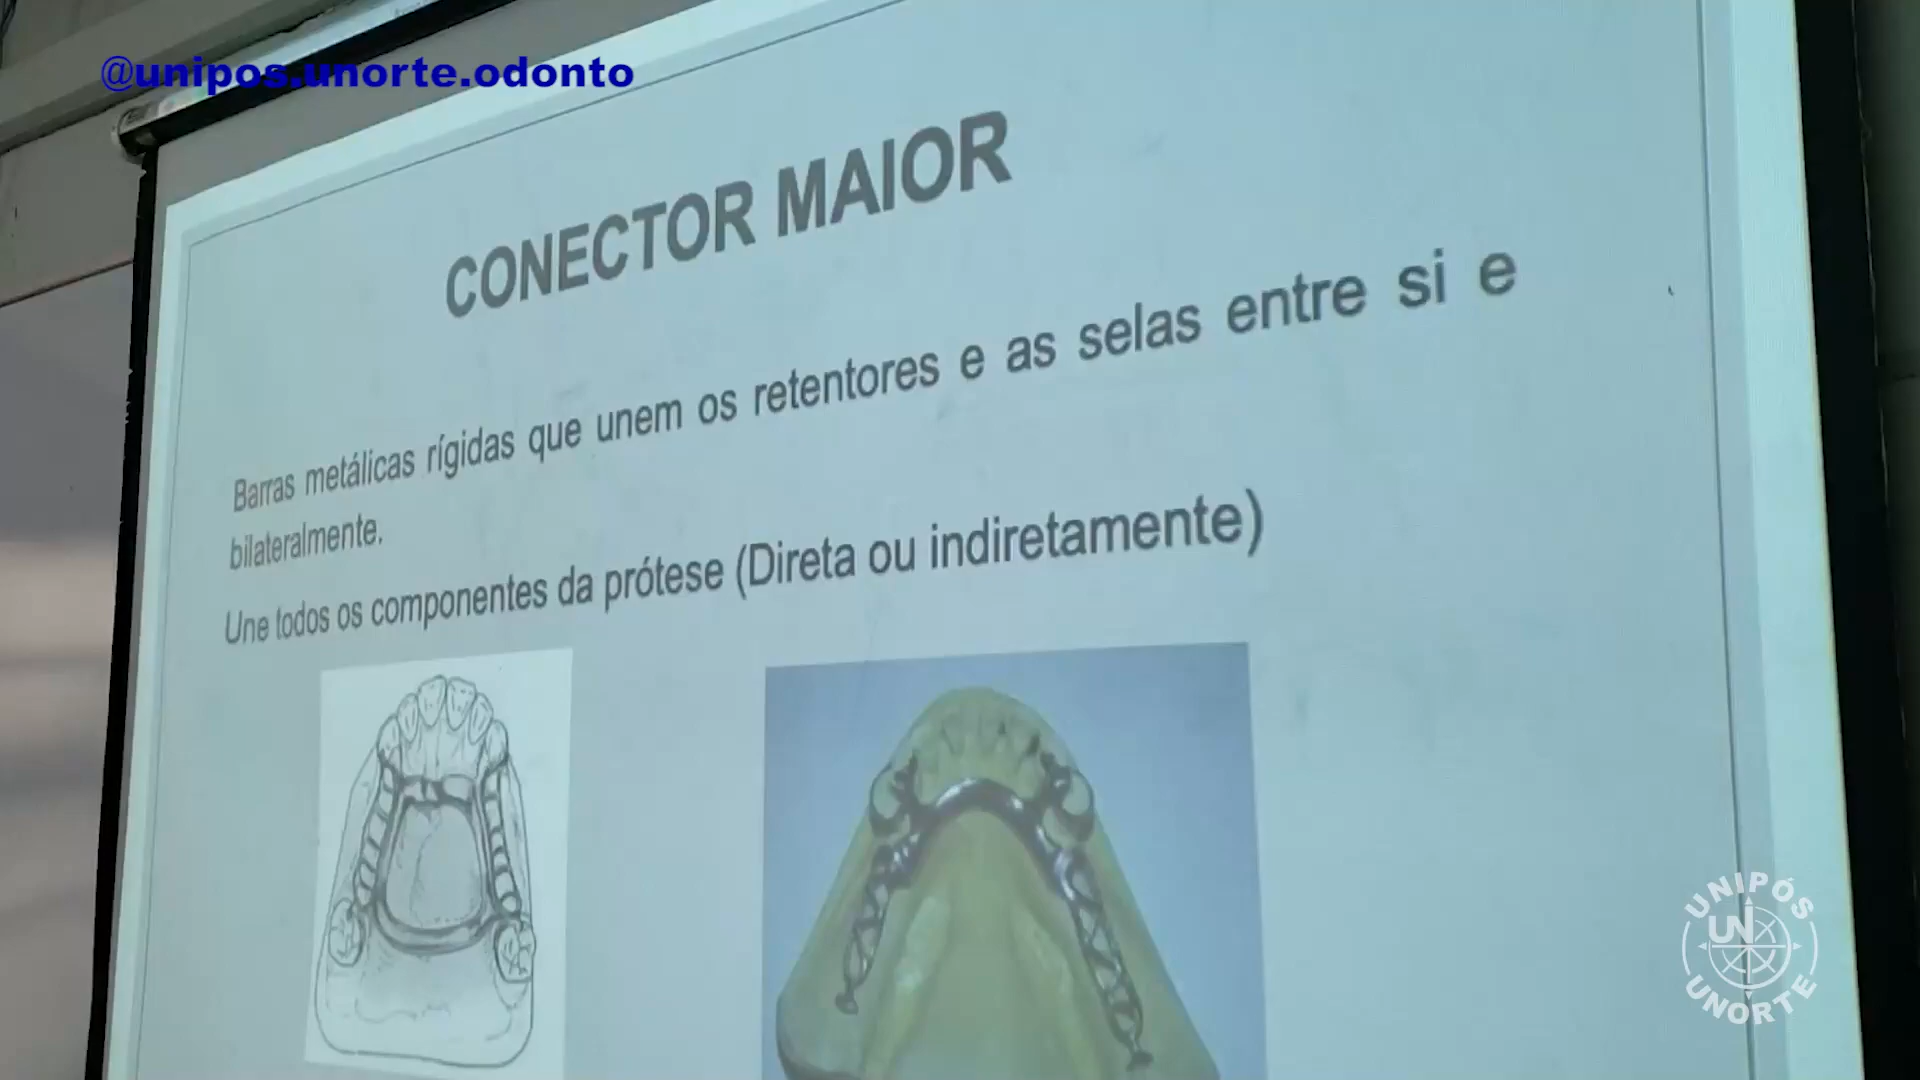 @unipos.unorte.odonto
CONECTOR MAIOR
Barras metálicas rígidas que unem os retentores e as selas entre si e
bilateralmente.
Une todos os componentes da prótese (Direta ou indiretamente)
UNIPÓS
UN
UNORTE